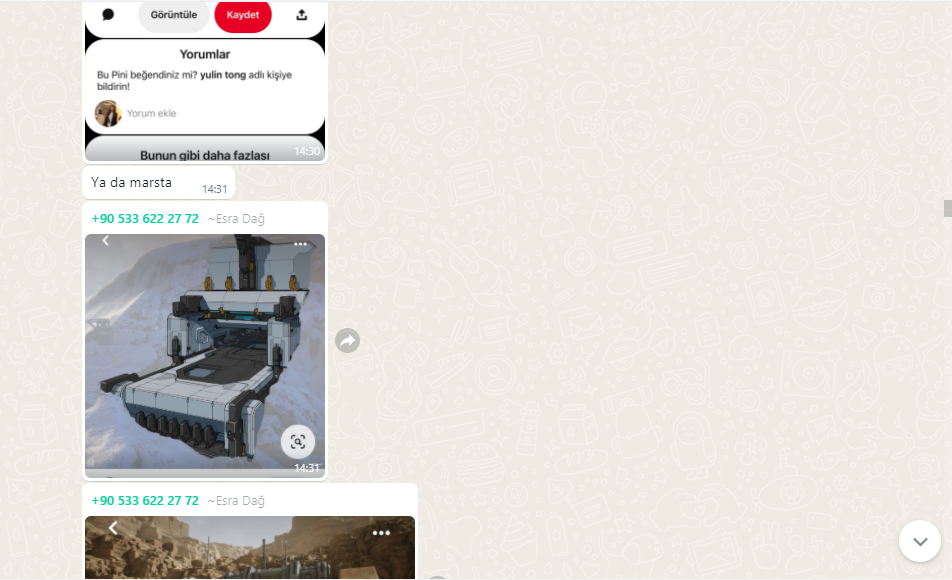 Görüntüle
Kaydet
Yorumlar
Bu Pini beğendiniz mi? yulin tong adlı kişiye
bildirin!
Yorum ekle
Bunun gibi daha fazlası
14:30
Ya da marsta
14:31
+90 533 622 27 72 ~Esra Dağ
14:31
+90 533 622 27 72 ~Esra Dağ